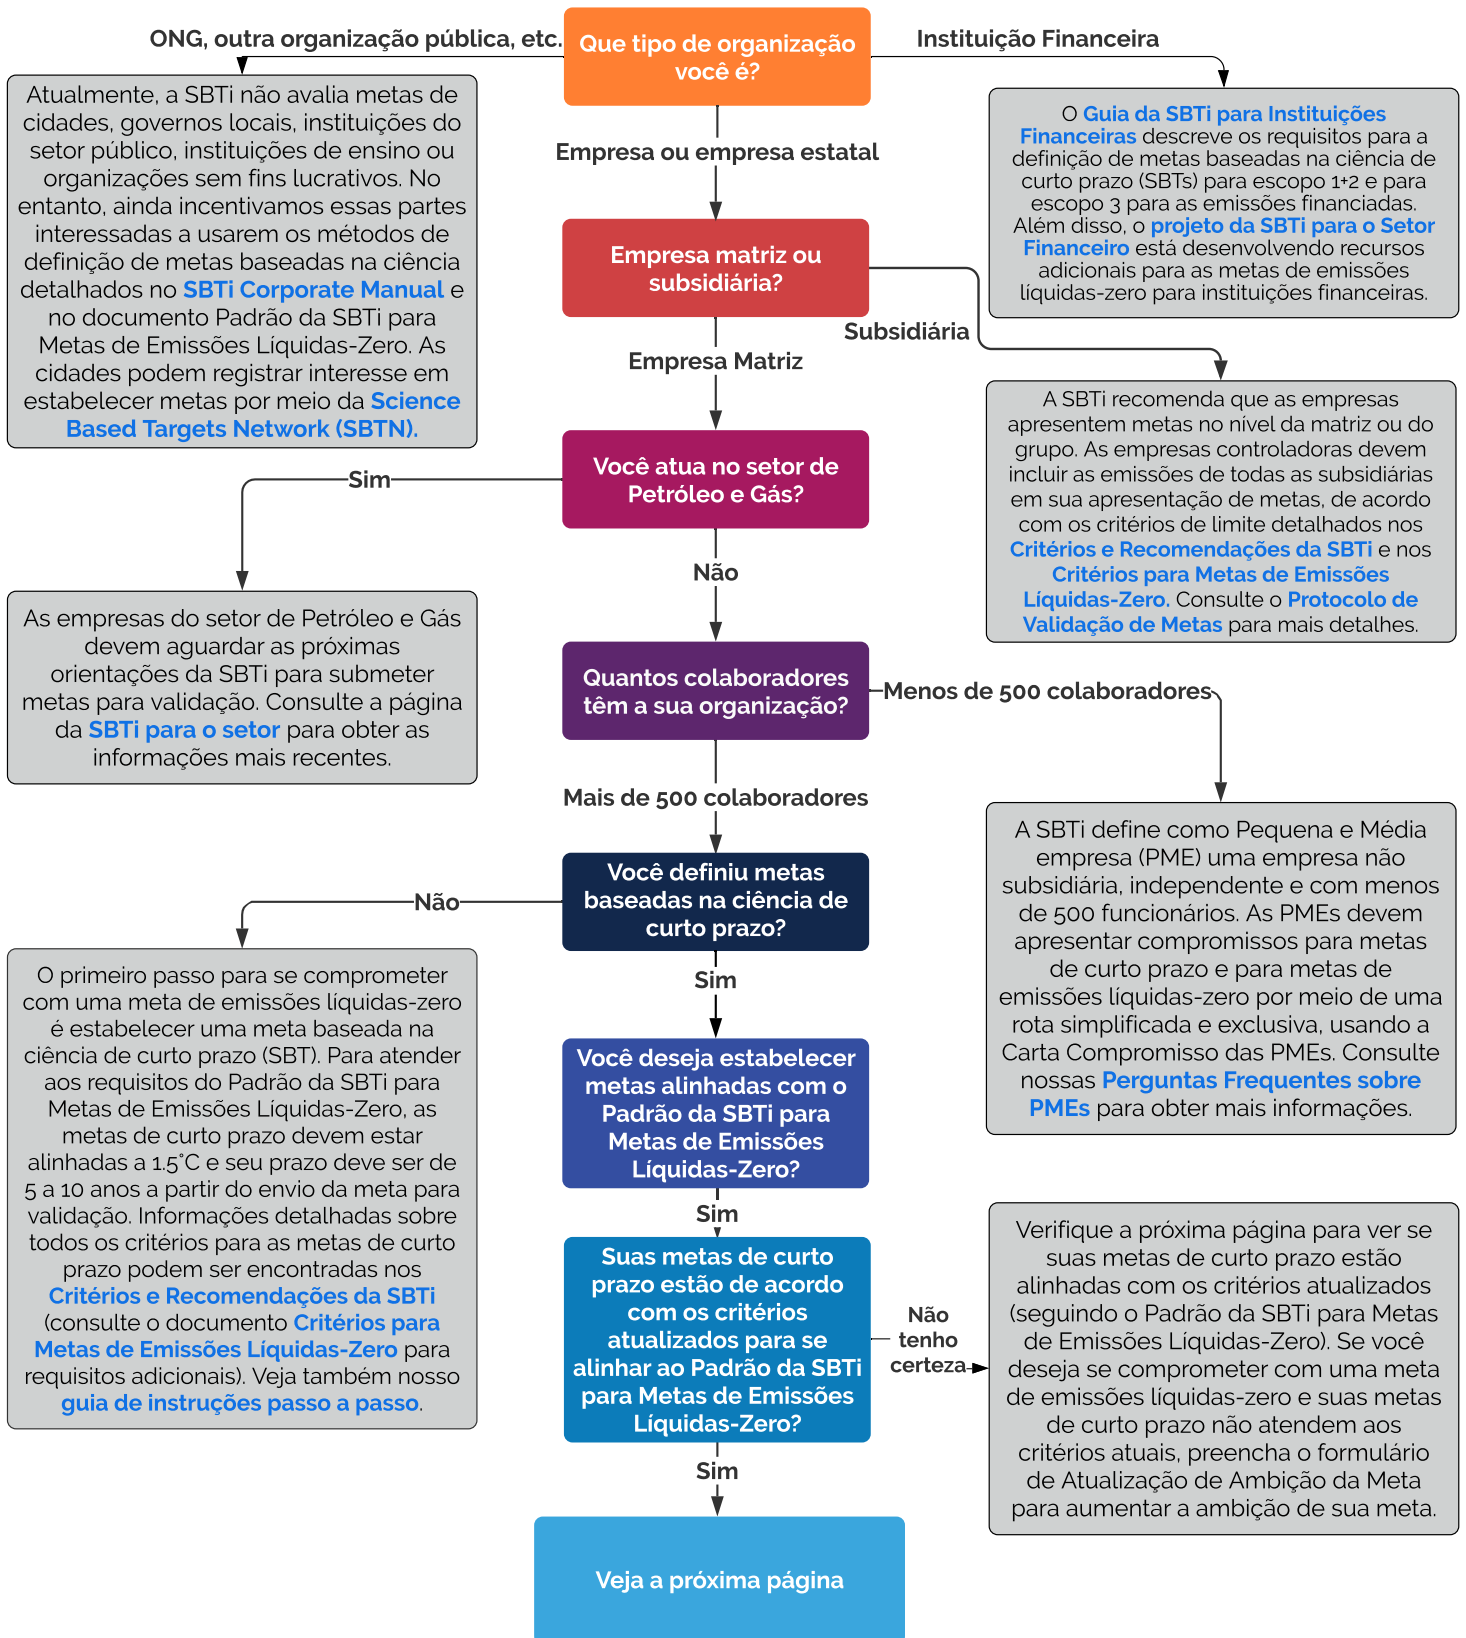 ONG, outra organização pública, etc.
Que tipo de organização
você é?
Instituição Financeira
Atualmente, a SBTi não avalia metas de
cidades, governos locais, instituições do
setor público, instituições de ensino ou
organizações sem fins lucrativos. No
entanto, ainda incentivamos essas partes
interessadas a usarem os métodos de
definição de metas baseadas na ciência
detalhados no SBTi Corporate Manual e
no documento Padrão da SBTi para
Metas de Emissões Líquidas-Zero. As
cidades podem registrar interesse em
estabelecer metas por meio da Science
Based Targets Network (SBTN).
O Guia da SBTi para Instituições
Financeiras descreve os requisitos para a
definição de metas baseadas na ciência de
curto prazo (SBTs) para escopo 1+2 e para
escopo 3 para as emissões financiadas.
Além disso, o projeto da SBTi para o Setor
Financeiro está desenvolvendo recursos
adicionais para as metas de emissões
líquidas-zero para instituições financeiras.
Empresa ou empresa estatal
Empresa matriz ou
subsidiária?
Subsidiária
Empresa Matriz
A SBTi recomenda que as empresas
apresentem metas no nível da matriz ou do
grupo. As empresas controladoras devem
incluir as emissões de todas as subsidiárias
em sua apresentação de metas, de acordo
com os critérios de limite detalhados nos
Critérios e Recomendações da SBTi e nos
Critérios para Metas de Emissões
Líquidas-Zero. Consulte o Protocolo de
Validação de Metas para mais detalhes.
Você atua no setor de
Petróleo e Gás?
Sim
As empresas do setor de Petróleo e Gás
devem aguardar as próximas
orientações da SBTi para submeter
metas para validação. Consulte a página
da SBTi para o setor para obter as
informações mais recentes.
Não
Quantos colaboradores
têm a sua organização?
Menos de 500 colaboradores
A SBTi define como Pequena e Média
empresa (PME) uma empresa não
subsidiária, independente e com menos
de 500 funcionários. As PMEs devem
apresentar compromissos para metas
de curto prazo e para metas de
emissões líquidas-zero por meio de uma
rota simplificada e exclusiva, usando a
Carta Compromisso das PMEs. Consulte
nossas Perguntas Frequentes sobre
PMEs para obter mais informações.
Mais de 500 colaboradores
Você definiu metas
baseadas na ciência de
curto prazo?
Não
O primeiro passo para se comprometer
com uma meta de emissões líquidas-zero
é estabelecer uma meta baseada na
ciência de curto prazo (SBT). Para atender
aos requisitos do Padrão da SBTi para
Metas de Emissões Líquidas-Zero, as
metas de curto prazo devem estar
alinhadas a 1.5°C e seu prazo deve ser de
5 a 10 anos a partir do envio da meta para
validação. Informações detalhadas sobre
todos os critérios para as metas de curto
prazo podem ser encontradas nos
Critérios e Recomendações da SBTi
(consulte o documento Critérios para
Metas de Emissões Líquidas-Zero para
requisitos adicionais). Veja também nosso
guia de instruções passo a passo.
Sim
Você deseja estabelecer
metas alinhadas com o
Padrão da SBTi para
Metas de Emissões
Líquidas-Zero?
Sim
Suas metas de curto
prazo estão de acordo
com os critérios
atualizados para se
alinhar ao Padrão da SBTi
para Metas de Emissões
Líquidas-Zero?
Não
tenho
certeza
Verifique a próxima página para ver se
suas metas de curto prazo estão
alinhadas com os critérios atualizados
(seguindo o Padrão da SBTi para Metas
de Emissões Líquidas-Zero). Se você
deseja se comprometer com uma meta
de emissões líquidas-zero e suas metas
de curto prazo não atendem aos
critérios atuais, preencha o formulário
de Atualização de Ambição da Meta
para aumentar a ambição de sua meta.
Sim
Veja a próxima página